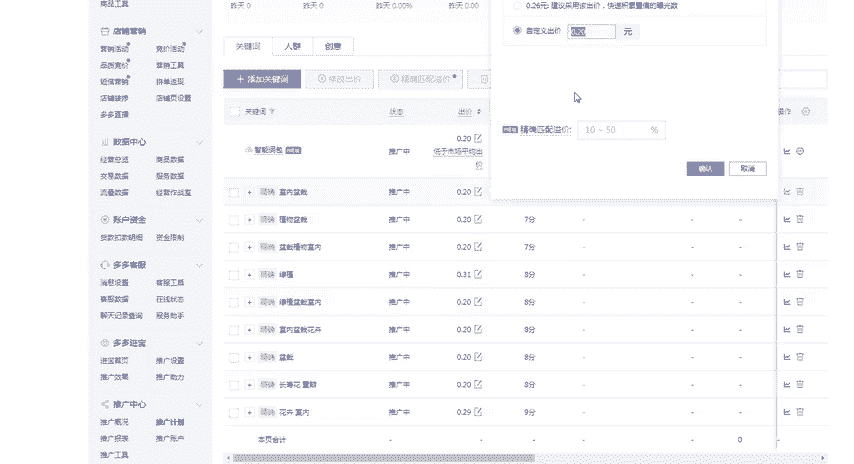 商品工具
店铺营销
营销活动 竞价活动
品质竞价 营销工具
短信营销 拼单返现
店铺装修 店铺页设置
多多直播
数据中心
经营总览 商品数据
交易数据 服务数据
流量数据 经营作战室
账户资金
货款扣款明细 资金限制
多多客服
消息设置 客服工具
客服数据 在线状态
聊天记录查询 服务助手
多多进宝
进宝首页 推广设置
推广效果 推广助力
推广中心
推广概况 推广计划
推广报表 推广账户
推广工具
昨天 0 昨天 0 昨天 0.00% 昨天 0.00
0.26元: 建议采用该出价，快速积累置信的曝光数
自定义出价 0.20 元
关键词 人群 创意
+ 添加关键词 修改出价 精确匹配溢价
关键词 状态 出价 操作
精确匹配溢价: 10 ~ 50 %
确认 取消
智能词包 推广中 0.20
低于市场平均出价
精确 室内盆栽 推广中 0.20
精确 植物盆栽 推广中 0.20 7分 - - -
精确 盆栽植物室内 推广中 0.20 7分 - - -
精确 绿植 推广中 0.31 8分 - - -
精确 绿植盆栽室内 推广中 0.20 8分 - - -
精确 室内盆栽花卉 推广中 0.20 8分 - - -
精确 盆栽 推广中 0.20 8分 - - -
精确 长寿花 重瓣 推广中 0.20 8分 - - -
精确 花卉 室内 推广中 0.29 9分 - - -
本页合计 - - - - 0 -